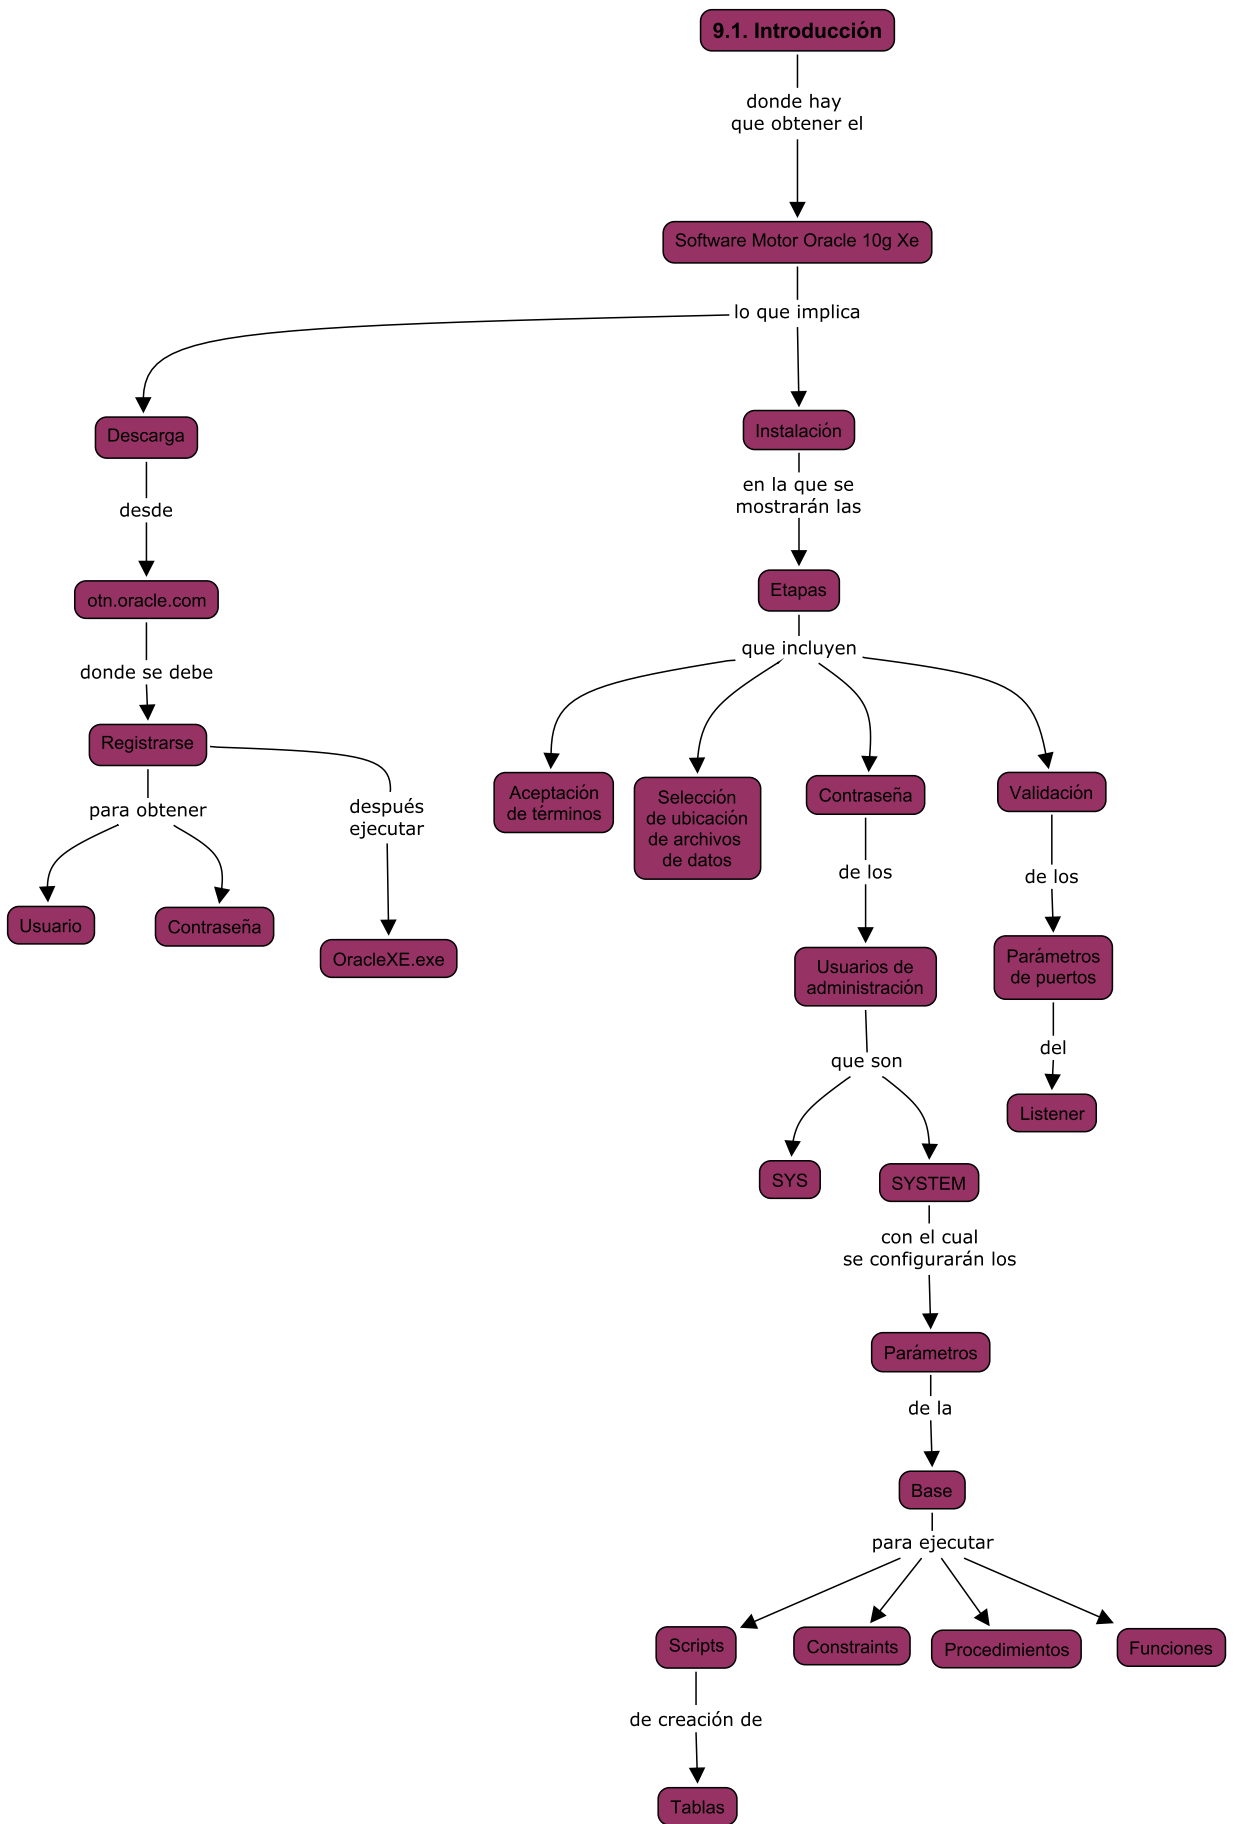 9.1. Introducción
donde hay
que obtener el
Software Motor Oracle 10g Xe
lo que implica
Descarga
desde
otn.oracle.com
donde se debe
Registrarse
para obtener
Usuario
Contraseña
después
ejecutar
OracleXE.exe
Instalación
en la que se
mostrarán las
Etapas
que incluyen
Aceptación
de términos
Selección
de ubicación
de archivos
de datos
Contraseña
de los
Usuarios de
administración
que son
SYS
SYSTEM
con el cual
se configurarán los
Parámetros
de la
Base
para ejecutar
Scripts
de creación de
Tablas
Constraints
Procedimientos
Funciones
Validación
de los
Parámetros
de puertos
del
Listener